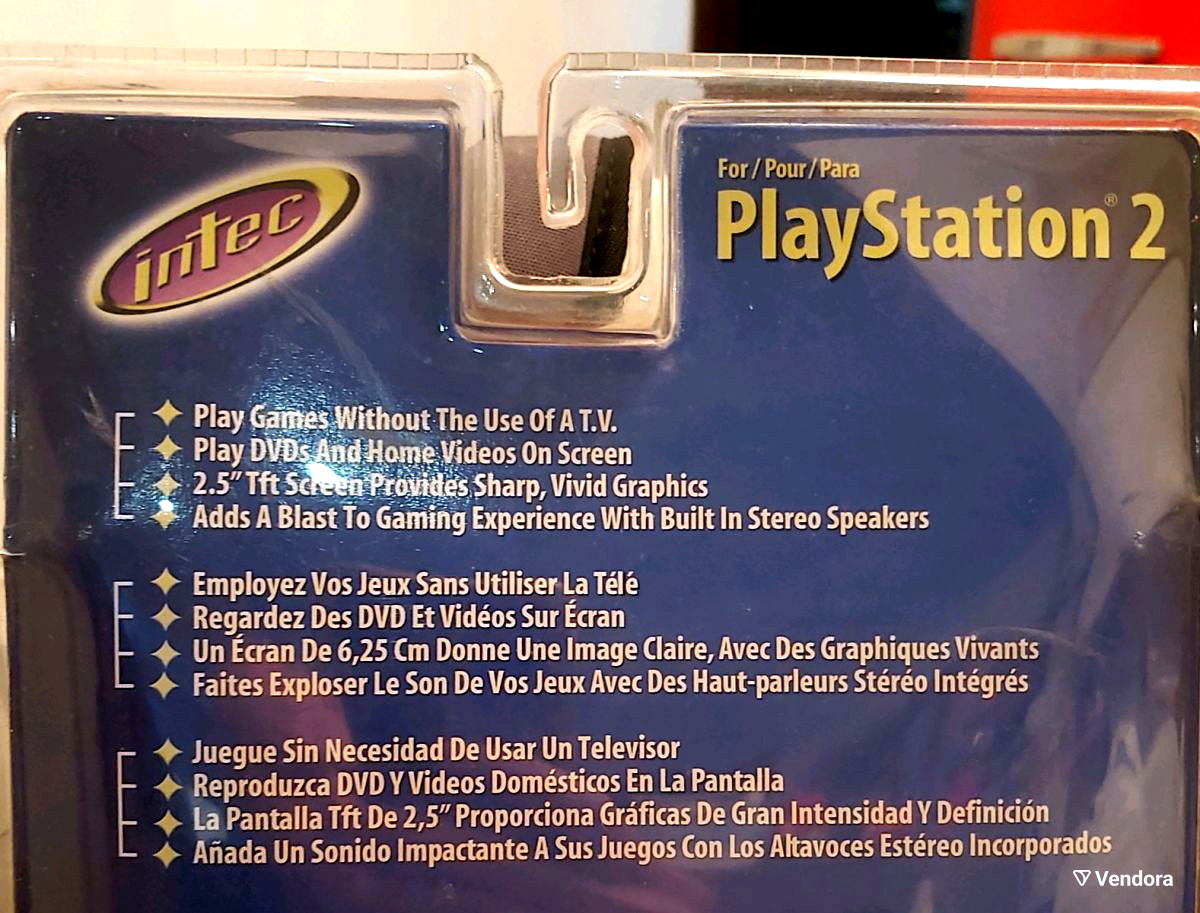 intec
For / Pour / Para
PlayStation® 2
Play Games Without The Use Of A T.V.
Play DVDs And Home Videos On Screen
2.5” Tft Screen Provides Sharp, Vivid Graphics
Adds A Blast To Gaming Experience With Built In Stereo Speakers
Employez Vos Jeux Sans Utiliser La Télé
Regardez Des DVD Et Vidéos Sur Écran
Un Écran De 6,25 Cm Donne Une Image Claire, Avec Des Graphiques Vivants
Faites Exploser Le Son De Vos Jeux Avec Des Haut-parleurs Stéréo Intégrés
Juegue Sin Necesidad De Usar Un Televisor
Reproduzca DVD Y Videos Domésticos En La Pantalla
La Pantalla Tft De 2,5” Proporciona Gráficas De Gran Intensidad Y Definición
Añada Un Sonido Impactante A Sus Juegos Con Los Altavoces Estéreo Incorporados
Vendora